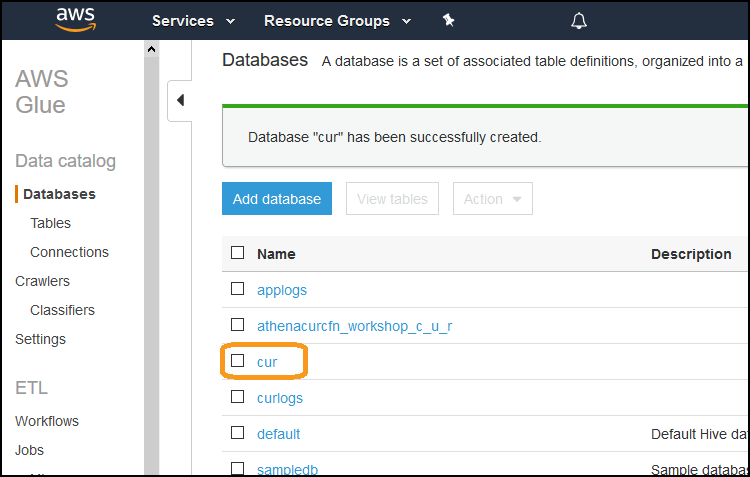 aws
Services
Resource Groups
AWS
Glue
Data catalog
Databases
Tables
Connections
Crawlers
Classifiers
Settings
ETL
Workflows
Jobs
Databases A database is a set of associated table definitions, organized into a
Database "cur" has been successfully created.
Add database
View tables
Action
Name Description
applogs
athenacurcfn_workshop_c_u_r
cur
curlogs
default Default Hive da
sampledb Sample databas